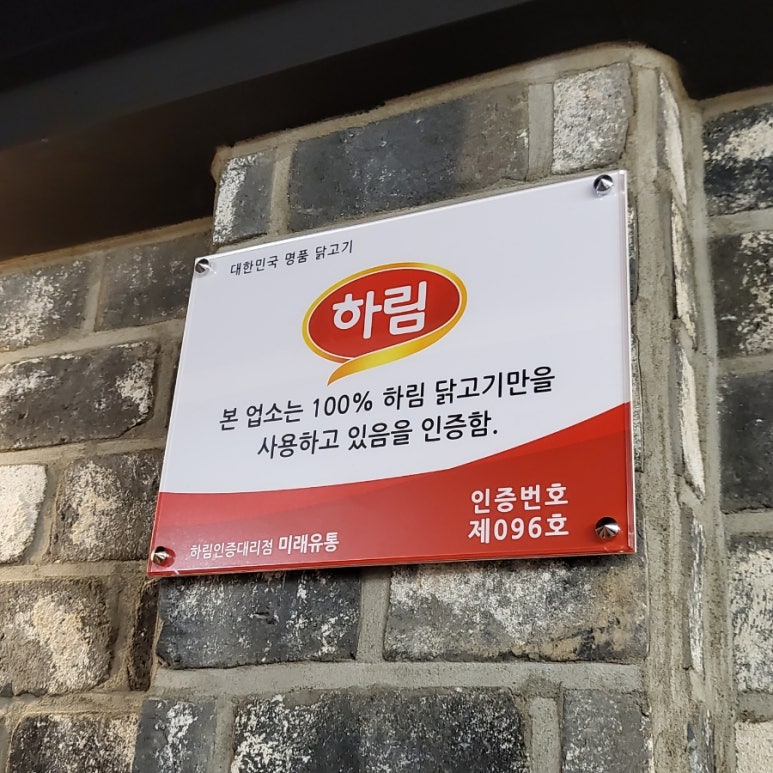 대한민국 명품 닭고기
하림
본 업소는 100% 하림 닭고기만을
사용하고 있음을 인증함.
인증번호
제096호
하림인증대리점 미래유통